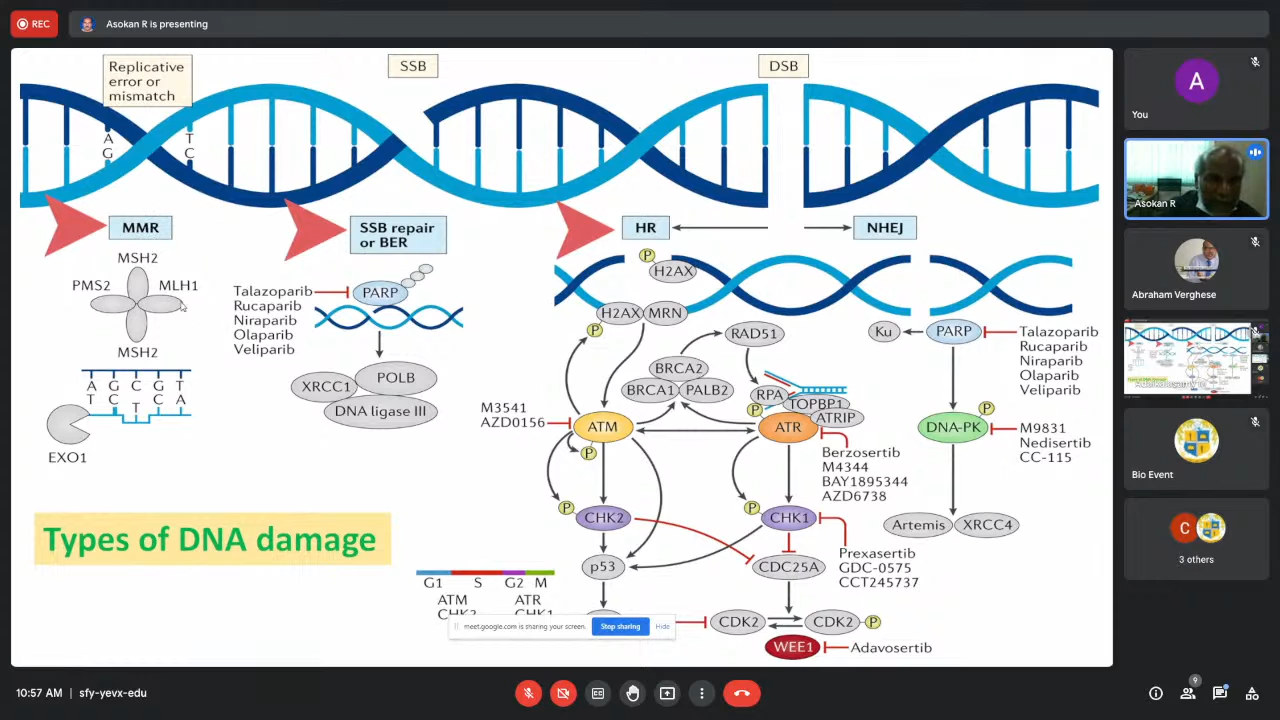 REC
Asokan R is presenting
Replicative
error or
mismatch
SSB
DSB
A
G
T
C
MMR
SSB repair
or BER
HR
NHEJ
MSH2
PMS2
MLH1
MSH2
A G C G T
T C T C A
EXO1
Talazoparib
Rucaparib
Niraparib
Olaparib
Veliparib
PARP
XRCC1
POLB
DNA ligase III
P
H2AX
H2AX
MRN
P
RAD51
BRCA2
BRCA1
PALB2
RPA
P
TOPBP1
ATRIP
M3541
AZD0156
ATM
P
ATR
Berzosertib
M4344
BAY1895344
AZD6738
P
CHK2
P
CHK1
Prexasertib
GDC-0575
CCT245737
p53
CDC25A
CDK2
CDK2
P
WEE1
Adavosertib
Ku
PARP
Talazoparib
Rucaparib
Niraparib
Olaparib
Veliparib
P
DNA-PK
M9831
Nedisertib
CC-115
Artemis
XRCC4
Types of DNA damage
G1 S G2 M
ATM ATR
meet.google.com is sharing your screen.
Stop sharing
Hide
A
You
Asokan R
Abraham Verghese
Bio Event
C
3 others
10:57 AM | sfy-yevx-edu
9